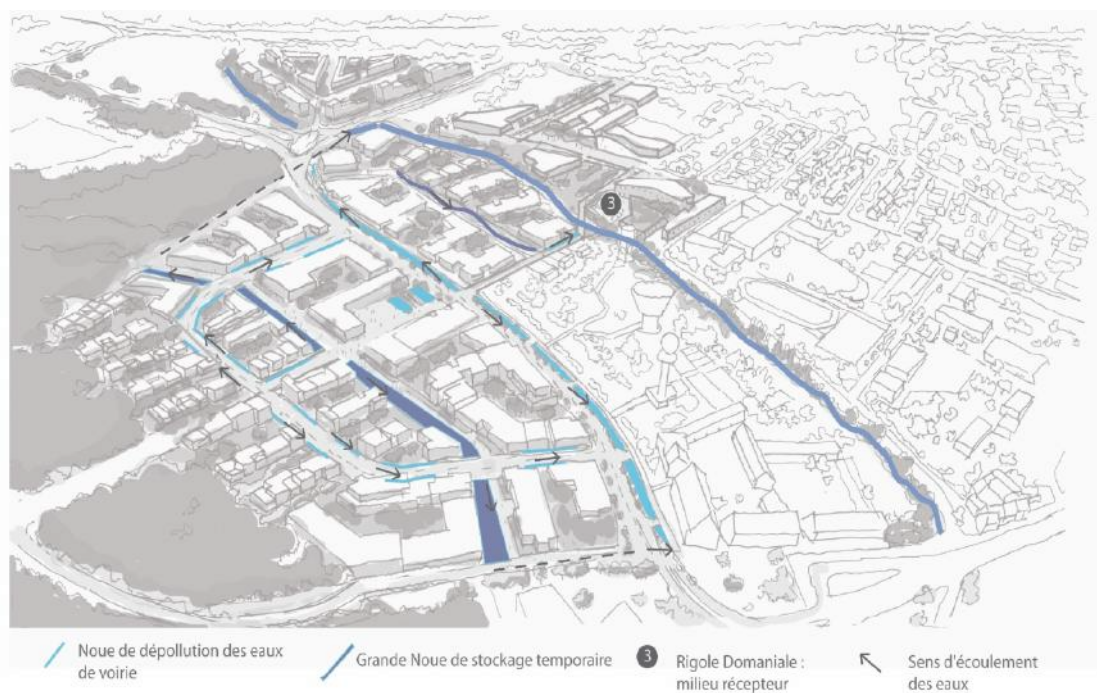 3
Noue de dépollution des eaux
de voirie
Grande Noue de stockage temporaire
3
Rigole Domaniale :
milieu récepteur
Sens d'écoulement
des eaux